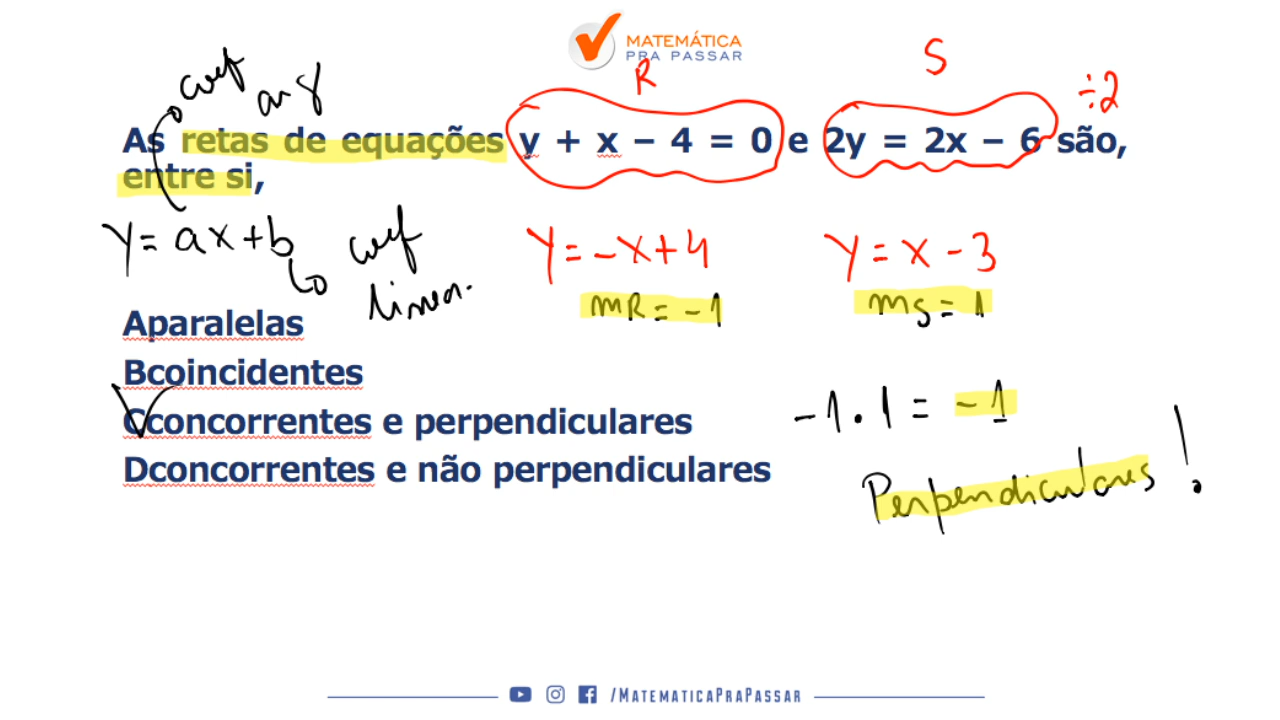 MATEMÁTICA
PRA PASSAR
coef
ang
R
S
÷2
As retas de equações y + x − 4 = 0 e 2y = 2x − 6 são,
entre si,
y = ax + b
coef
linear.
y = -x + 4
y = x - 3
mR = -1
mS = 1
Aparalelas
Bcoincidentes
Cconcorrentes e perpendiculares
Dconcorrentes e não perpendiculares
-1 . 1 = -1
Perpendiculares!
/MATEMATICAPRAPASSAR